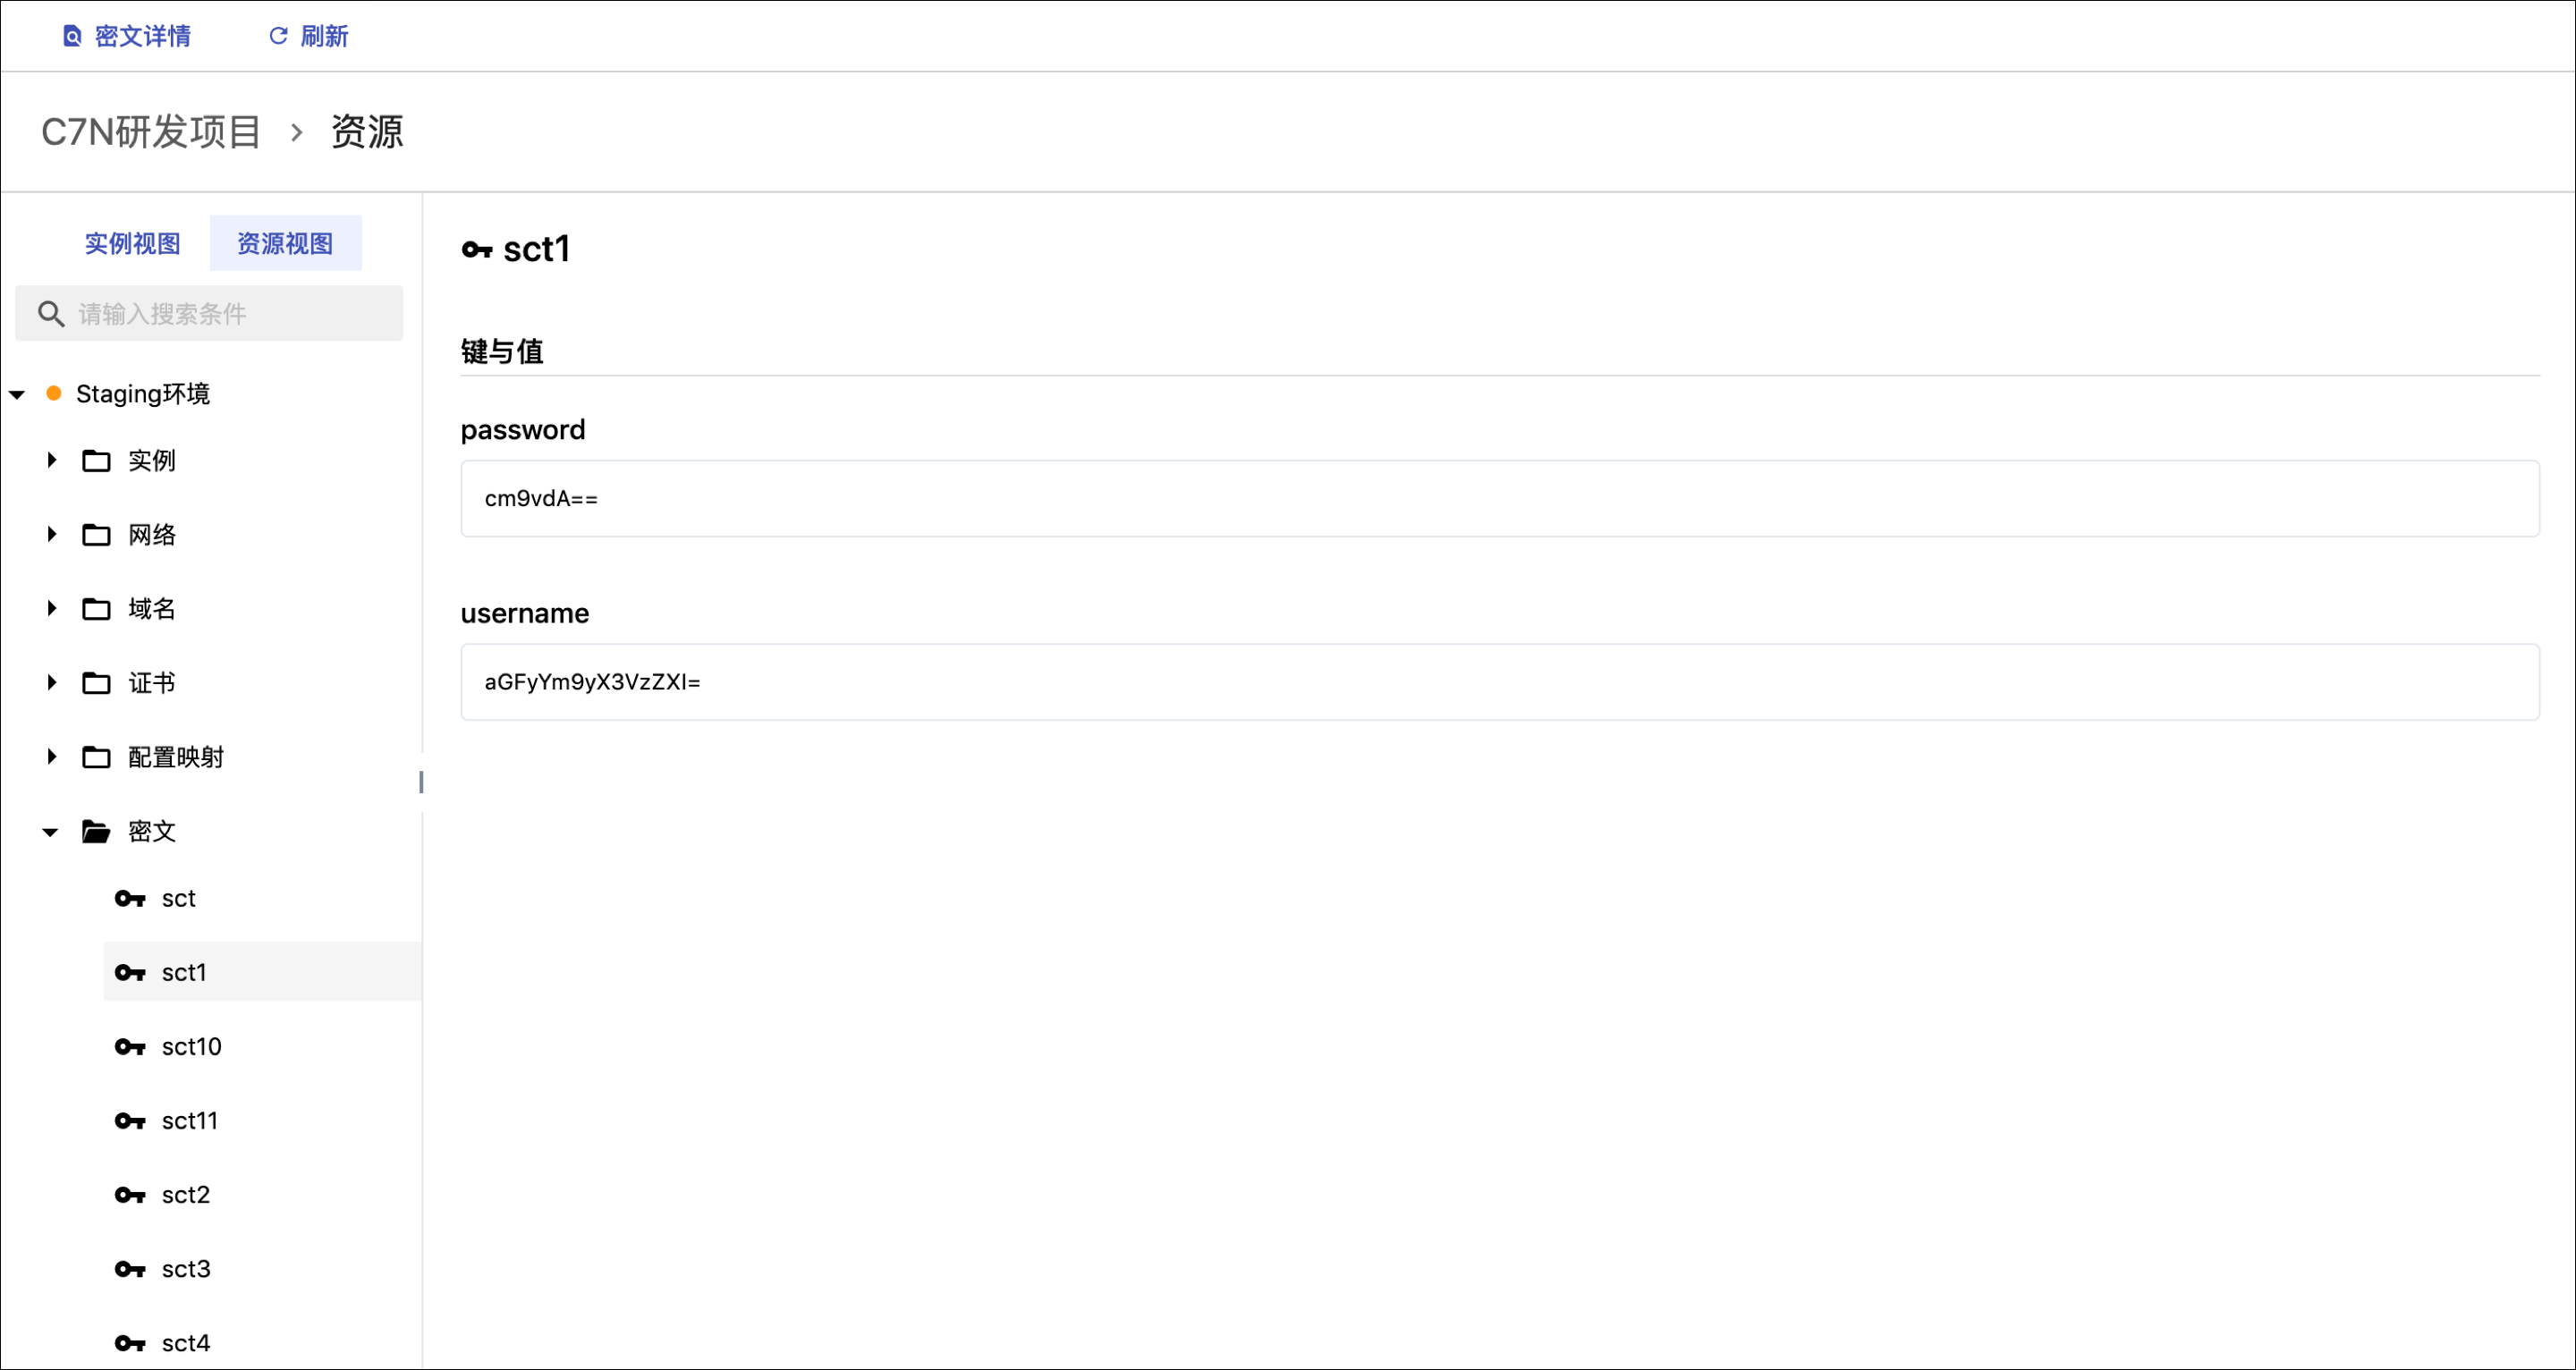 密文详情 刷新
C7N研发项目 > 资源
实例视图 资源视图
请输入搜索条件
Staging环境
实例
网络
域名
证书
配置映射
密文
sct
sct1
sct10
sct11
sct2
sct3
sct4
sct1
键与值
password
cm9vdA==
username
aGFyYm9yX3VzZXI=